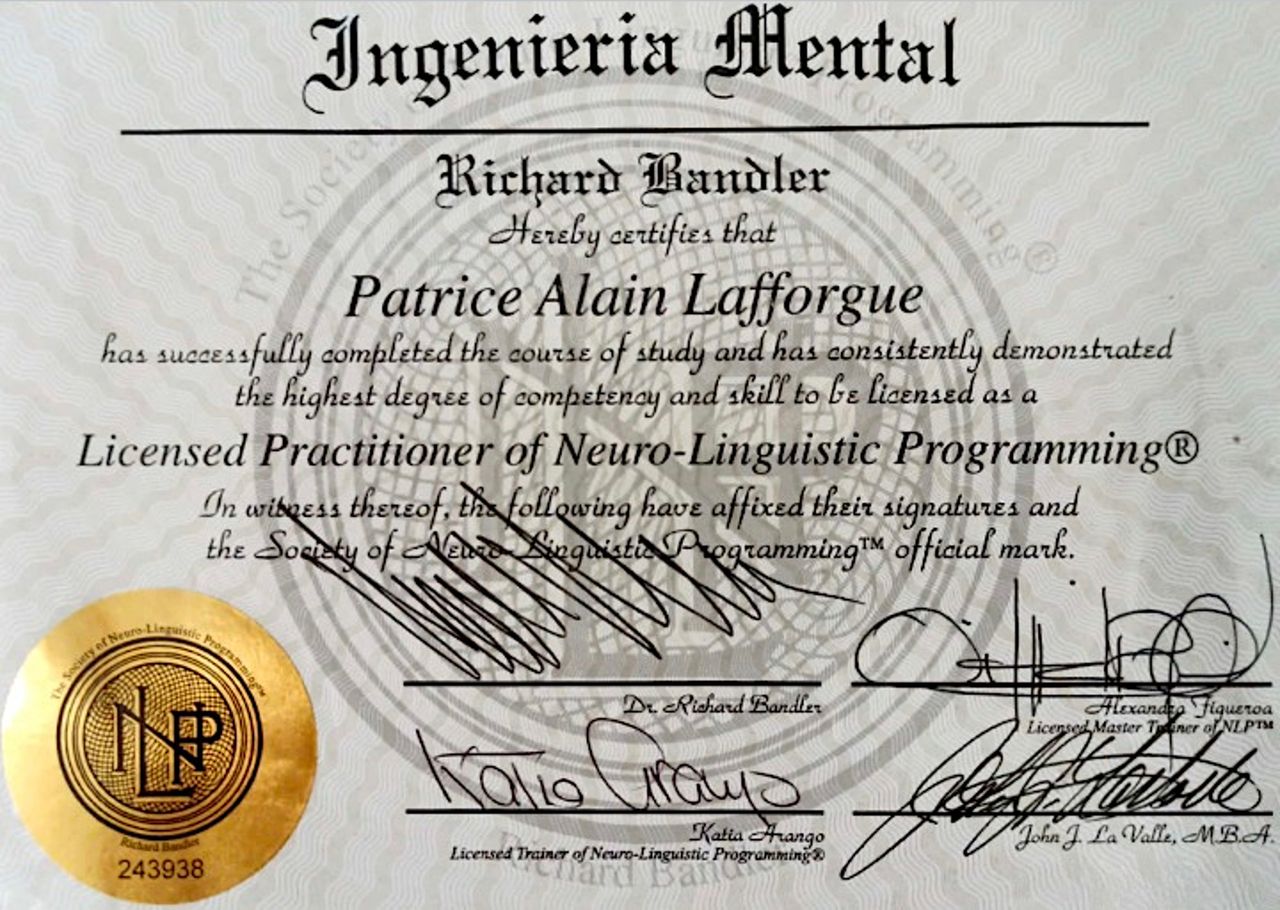 Ingenieria Mental
Richard Bandler
Hereby certifies that
Patrice Alain Lafforgue
has successfully completed the course of study and has consistently demonstrated
the highest degree of competency and skill to be licensed as a
Licensed Practitioner of Neuro-Linguistic Programming®
In witness thereof, the following have affixed their signatures and
the Society of Neuro-Linguistic Programming™ official mark.
Dr. Richard Bandler
Alexandra Figueroa
Licensed Master Trainer of NLP™
Katia Arango
Katia Arango
Licensed Trainer of Neuro-Linguistic Programming®
John J. La Valle, M.B.A.
The Society of Neuro-Linguistic Programming™
NLP
Richard Bandler
243938